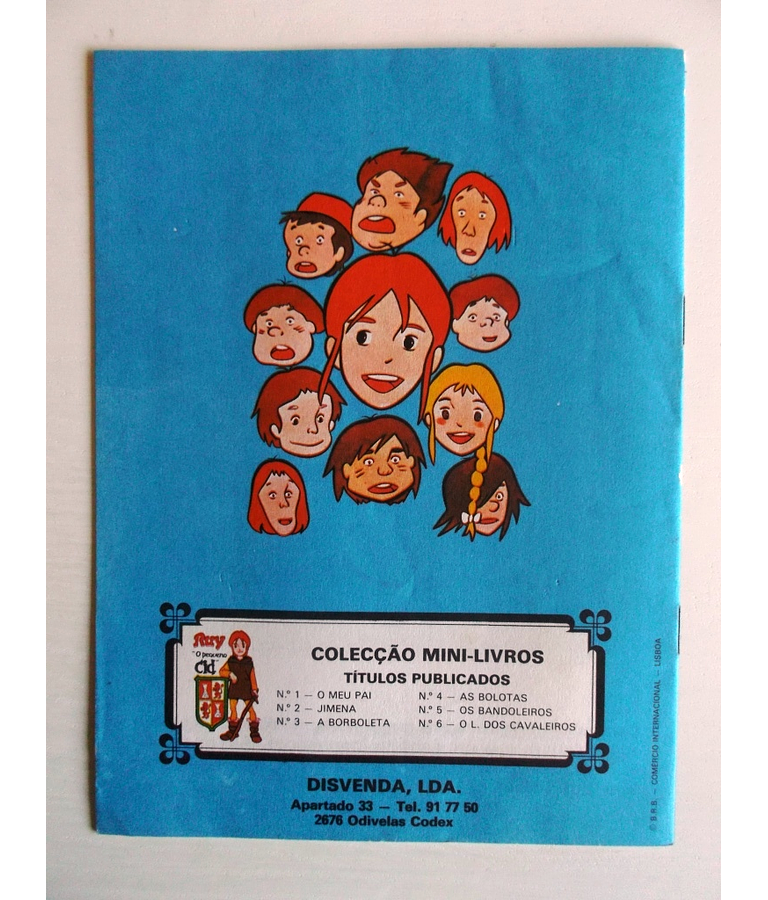 Ruy
"O pequeno
Cid"
COLECÇÃO MINI-LIVROS
TÍTULOS PUBLICADOS
N.º 1 — O MEU PAI
N.º 2 — JIMENA
N.º 3 — A BORBOLETA
N.º 4 — AS BOLOTAS
N.º 5 — OS BANDOLEIROS
N.º 6 — O L. DOS CAVALEIROS
DISVENDA, LDA.
Apartado 33 — Tel. 91 77 50
2676 Odivelas Codex
© B.R.B. — COMÉRCIO INTERNACIONAL — LISBOA